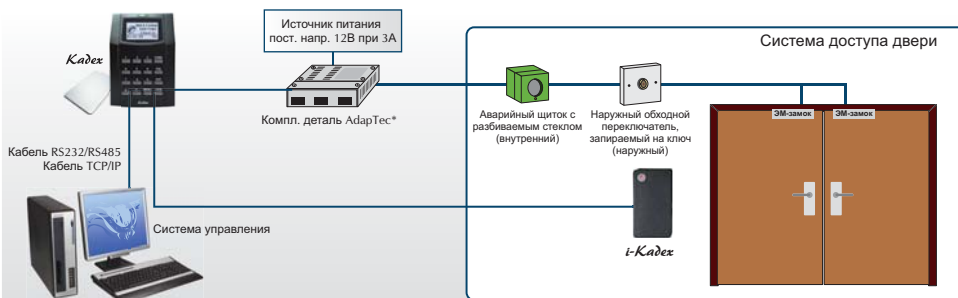 Источник питания
пост. напр. 12В при 3А
Система доступа двери
Kadex
Компл. деталь AdapTec*
Аварийный щиток с
разбиваемым стеклом
(внутренний)
Наружный обходной
переключатель,
запираемый на ключ
(наружный)
ЭМ-замок
ЭМ-замок
Кабель RS232/RS485
Кабель TCP/IP
Система управления
i-Kadex